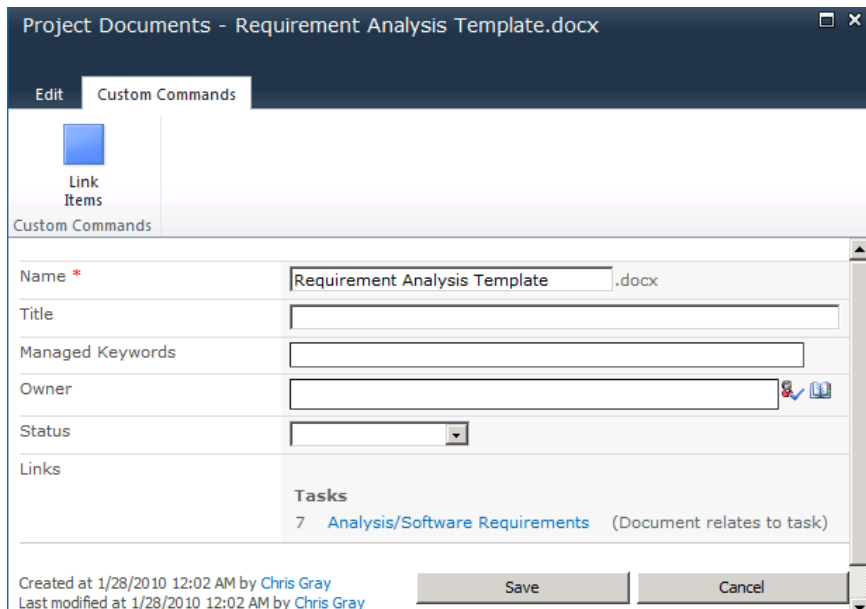 Project Documents - Requirement Analysis Template.docx
Edit Custom Commands
Link
Items
Custom Commands
Name * Requirement Analysis Template .docx
Title
Managed Keywords
Owner
Status
Links
Tasks
7 Analysis/Software Requirements (Document relates to task)
Created at 1/28/2010 12:02 AM by Chris Gray
Last modified at 1/28/2010 12:02 AM by Chris Gray
Save Cancel